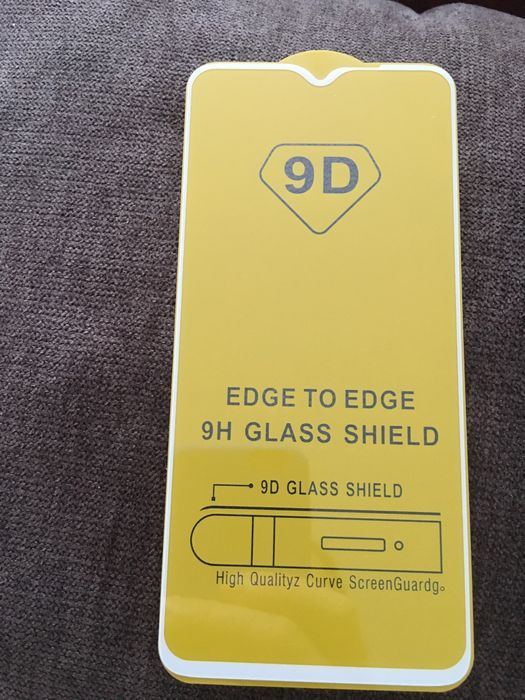 9D
EDGE TO EDGE
9H GLASS SHIELD
9D GLASS SHIELD
High Qualityz Curve ScreenGuardg。